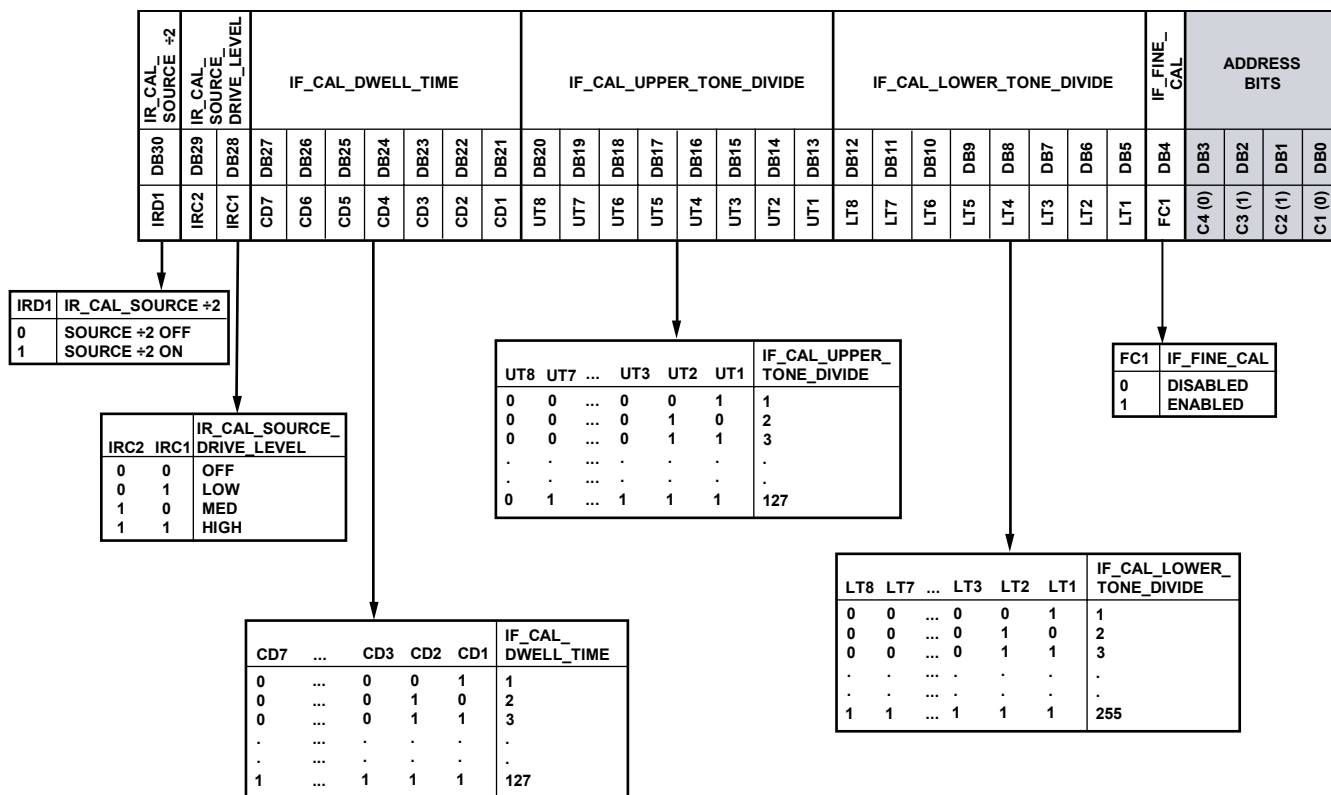 IR_CAL_
SOURCE ÷2
IR_CAL_
SOURCE_
DRIVE_LEVEL
IF_CAL_DWELL_TIME
IF_CAL_UPPER_TONE_DIVIDE
IF_CAL_LOWER_TONE_DIVIDE
IF_FINE_
CAL
ADDRESS
BITS
DB30 DB29 DB28 DB27 DB26 DB25 DB24 DB23 DB22 DB21 DB20 DB19 DB18 DB17 DB16 DB15 DB14 DB13 DB12 DB11 DB10 DB9 DB8 DB7 DB6 DB5 DB4 DB3 DB2 DB1 DB0
IRD1 IRC2 IRC1 CD7 CD6 CD5 CD4 CD3 CD2 CD1 UT8 UT7 UT6 UT5 UT4 UT3 UT2 UT1 LT8 LT7 LT6 LT5 LT4 LT3 LT2 LT1 FC1 C4 (0) C3 (1) C2 (1) C1 (0)
IRD1 IR_CAL_SOURCE ÷2
0 SOURCE ÷2 OFF
1 SOURCE ÷2 ON
IR_CAL_SOURCE_
IRC2 IRC1 DRIVE_LEVEL
0 0 OFF
0 1 LOW
1 0 MED
1 1 HIGH
IF_CAL_
CD7 ... CD3 CD2 CD1 DWELL_TIME
0 ... 0 0 1 1
0 ... 0 1 0 2
0 ... 0 1 1 3
. ... . . . .
. ... . . . .
1 ... 1 1 1 127
IF_CAL_UPPER_
UT8 UT7 ... UT3 UT2 UT1 TONE_DIVIDE
0 0 ... 0 0 1 1
0 0 ... 0 1 0 2
0 0 ... 0 1 1 3
. . ... . . . .
. . ... . . . .
0 1 ... 1 1 1 127
IF_CAL_LOWER_
LT8 LT7 ... LT3 LT2 LT1 TONE_DIVIDE
0 0 ... 0 0 1 1
0 0 ... 0 1 0 2
0 0 ... 0 1 1 3
. . ... . . . .
. . ... . . . .
1 1 ... 1 1 1 255
FC1 IF_FINE_CAL
0 DISABLED
1 ENABLED